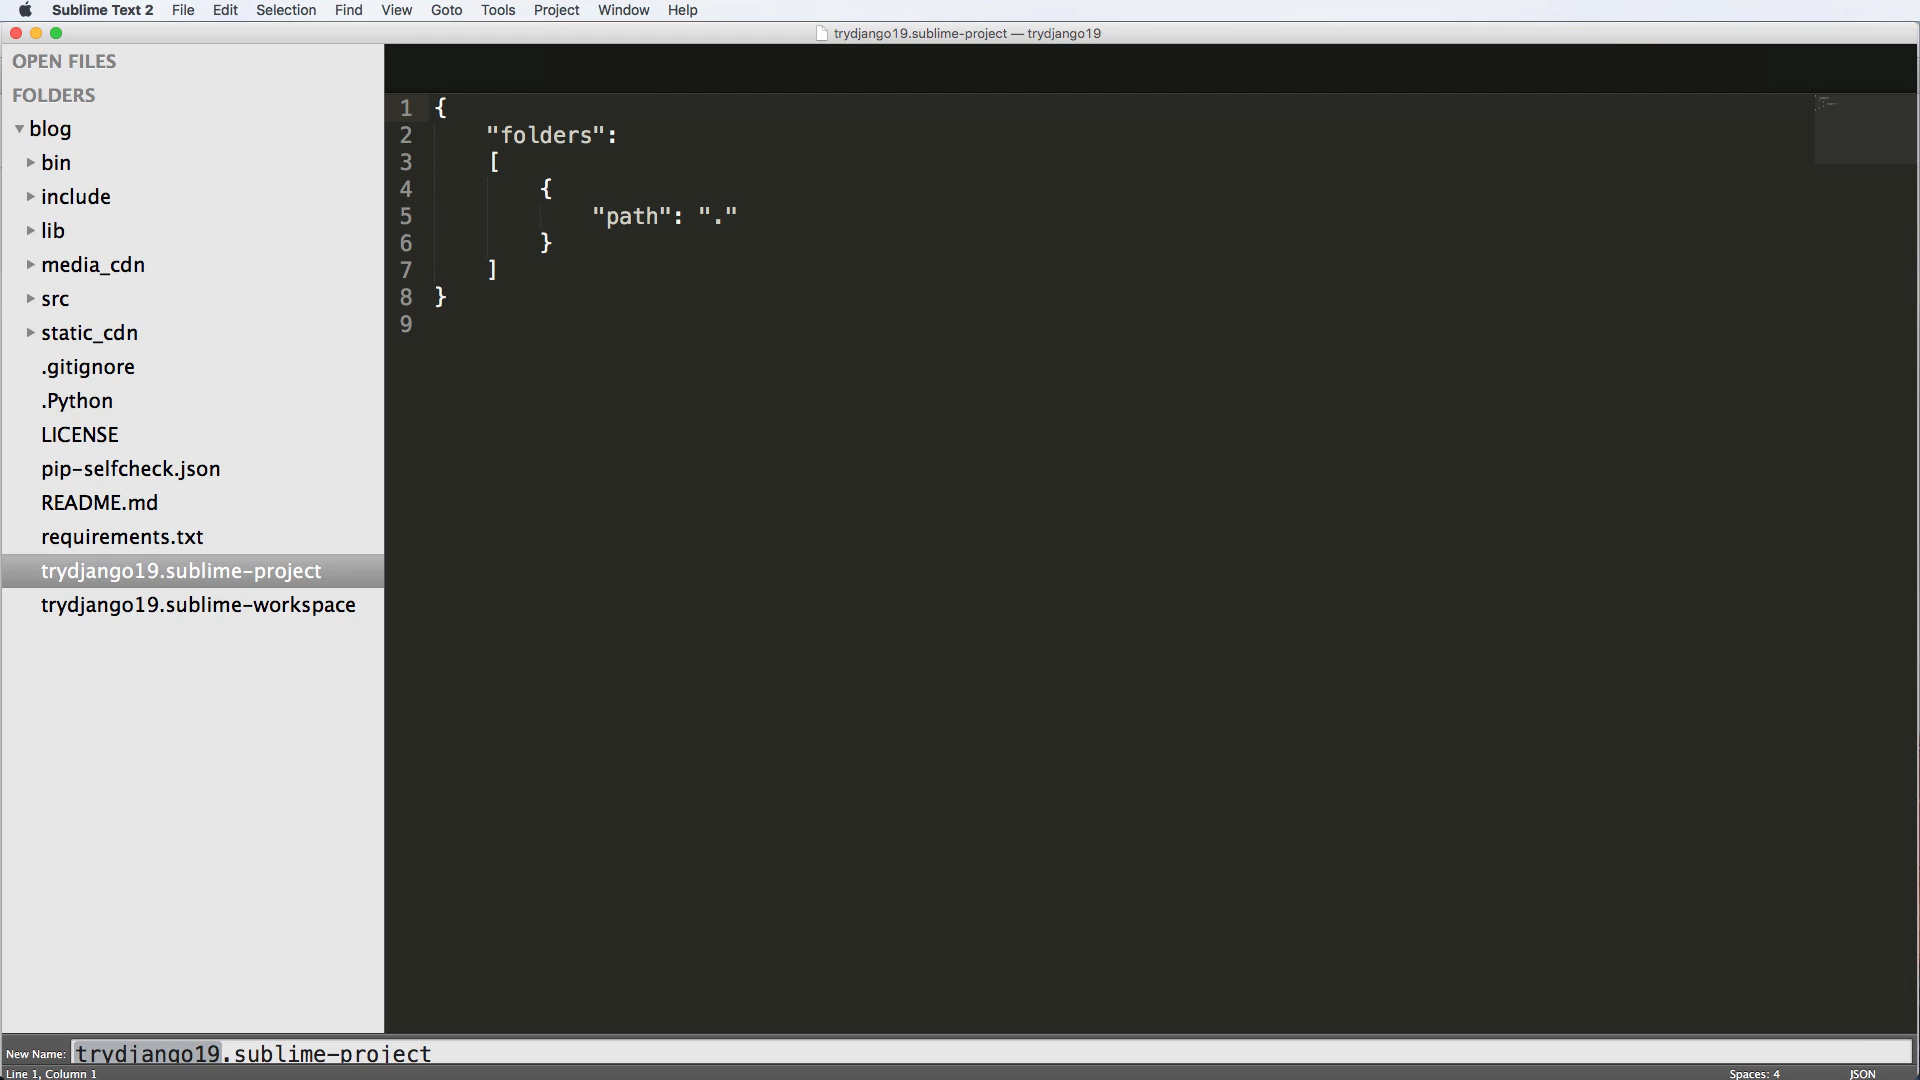 Sublime Text 2 File Edit Selection Find View Goto Tools Project Window Help
trydjango19.sublime-project — trydjango19
OPEN FILES
FOLDERS
blog
bin
include
lib
media_cdn
src
static_cdn
.gitignore
.Python
LICENSE
pip-selfcheck.json
README.md
requirements.txt
trydjango19.sublime-project
trydjango19.sublime-workspace
1 {
2 "folders":
3 [
4 {
5 "path": "."
6 }
7 ]
8 }
9
New Name: trydjango19.sublime-project
Line 1, Column 1 Spaces: 4 JSON